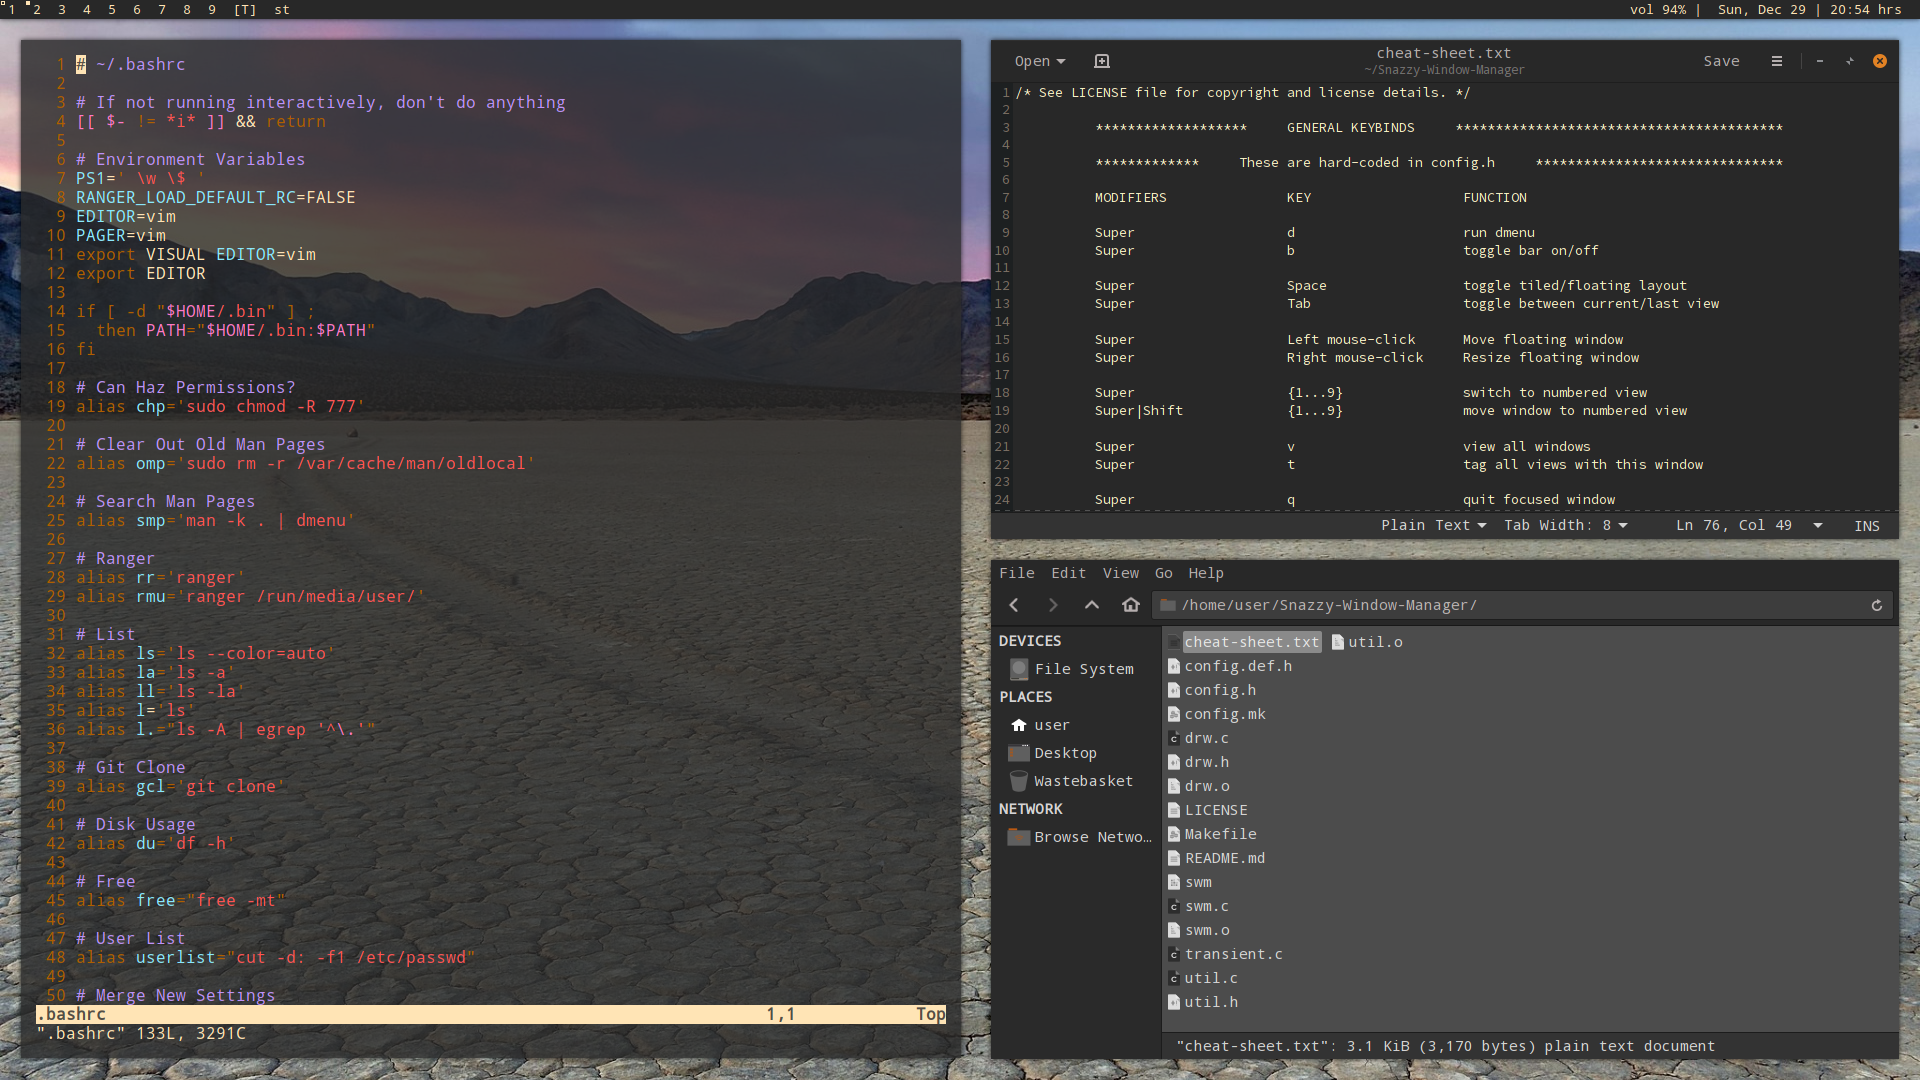 1 2 3 4 5 6 7 8 9 [T] st
vol 94% | Sun, Dec 29 | 20:54 hrs
1 # ~/.bashrc
2
3 # If not running interactively, don't do anything
4 [[ $- != *i* ]] && return
5
6 # Environment Variables
7 PS1=' \w \$ '
8 RANGER_LOAD_DEFAULT_RC=FALSE
9 EDITOR=vim
10 PAGER=vim
11 export VISUAL EDITOR=vim
12 export EDITOR
13
14 if [ -d "$HOME/.bin" ] ;
15   then PATH="$HOME/.bin:$PATH"
16 fi
17
18 # Can Haz Permissions?
19 alias chp='sudo chmod -R 777'
20
21 # Clear Out Old Man Pages
22 alias omp='sudo rm -r /var/cache/man/oldlocal'
23
24 # Search Man Pages
25 alias smp='man -k . | dmenu'
26
27 # Ranger
28 alias rr='ranger'
29 alias rmu='ranger /run/media/user/'
30
31 # List
32 alias ls='ls --color=auto'
33 alias la='ls -a'
34 alias ll='ls -la'
35 alias l='ls'
36 alias l.="ls -A | egrep '^\.'"
37
38 # Git Clone
39 alias gcl='git clone'
40
41 # Disk Usage
42 alias du='df -h'
43
44 # Free
45 alias free="free -mt"
46
47 # User List
48 alias userlist="cut -d: -f1 /etc/passwd"
49
50 # Merge New Settings
.bashrc 1,1 Top
".bashrc" 133L, 3291C
Open cheat-sheet.txt Save
~/Snazzy-Window-Manager
1 /* See LICENSE file for copyright and license details. */
2
3 ******************* GENERAL KEYBINDS *****************************************
4
5 ************* These are hard-coded in config.h *******************************
6
7 MODIFIERS KEY FUNCTION
8
9 Super d run dmenu
10 Super b toggle bar on/off
11
12 Super Space toggle tiled/floating layout
13 Super Tab toggle between current/last view
14
15 Super Left mouse-click Move floating window
16 Super Right mouse-click Resize floating window
17
18 Super {1...9} switch to numbered view
19 Super|Shift {1...9} move window to numbered view
20
21 Super v view all windows
22 Super t tag all views with this window
23
24 Super q quit focused window
Plain Text Tab Width: 8 Ln 76, Col 49 INS
File Edit View Go Help
/home/user/Snazzy-Window-Manager/
DEVICES
File System
PLACES
user
Desktop
Wastebasket
NETWORK
Browse Netwo…
cheat-sheet.txt
config.def.h
config.h
config.mk
drw.c
drw.h
drw.o
LICENSE
Makefile
README.md
swm
swm.c
swm.o
transient.c
util.c
util.h
util.o
"cheat-sheet.txt": 3.1 KiB (3,170 bytes) plain text document